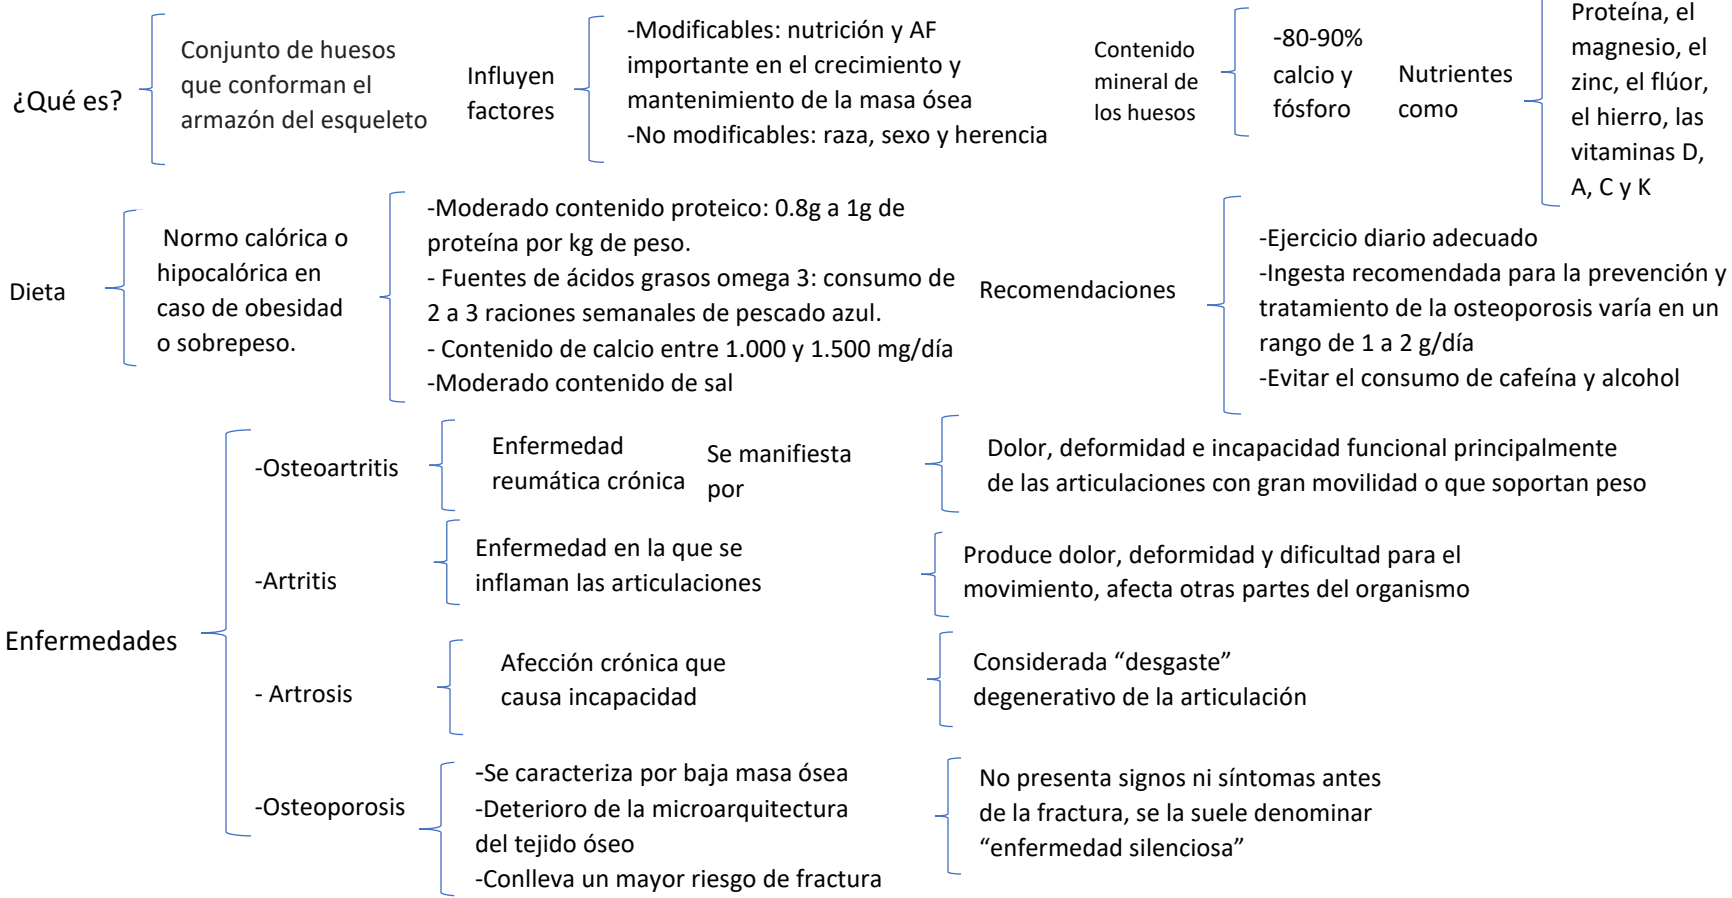 ¿Qué es?
Conjunto de huesos
que conforman el
armazón del esqueleto
Influyen
factores
-Modificables: nutrición y AF
importante en el crecimiento y
mantenimiento de la masa ósea
-No modificables: raza, sexo y herencia
Contenido
mineral de
los huesos
-80-90%
calcio y
fósforo
Nutrientes
como
Proteína, el
magnesio, el
zinc, el flúor,
el hierro, las
vitaminas D,
A, C y K
Dieta
Normo calórica o
hipocalórica en
caso de obesidad
o sobrepeso.
-Moderado contenido proteico: 0.8g a 1g de
proteína por kg de peso.
- Fuentes de ácidos grasos omega 3: consumo de
2 a 3 raciones semanales de pescado azul.
- Contenido de calcio entre 1.000 y 1.500 mg/día
-Moderado contenido de sal
Recomendaciones
-Ejercicio diario adecuado
-Ingesta recomendada para la prevención y
tratamiento de la osteoporosis varía en un
rango de 1 a 2 g/día
-Evitar el consumo de cafeína y alcohol
Enfermedades
-Osteoartritis
Enfermedad
reumática crónica
Se manifiesta
por
Dolor, deformidad e incapacidad funcional principalmente
de las articulaciones con gran movilidad o que soportan peso
-Artritis
Enfermedad en la que se
inflaman las articulaciones
Produce dolor, deformidad y dificultad para el
movimiento, afecta otras partes del organismo
- Artrosis
Afección crónica que
causa incapacidad
Considerada “desgaste”
degenerativo de la articulación
-Osteoporosis
-Se caracteriza por baja masa ósea
-Deterioro de la microarquitectura
del tejido óseo
-Conlleva un mayor riesgo de fractura
No presenta signos ni síntomas antes
de la fractura, se la suele denominar
“enfermedad silenciosa”